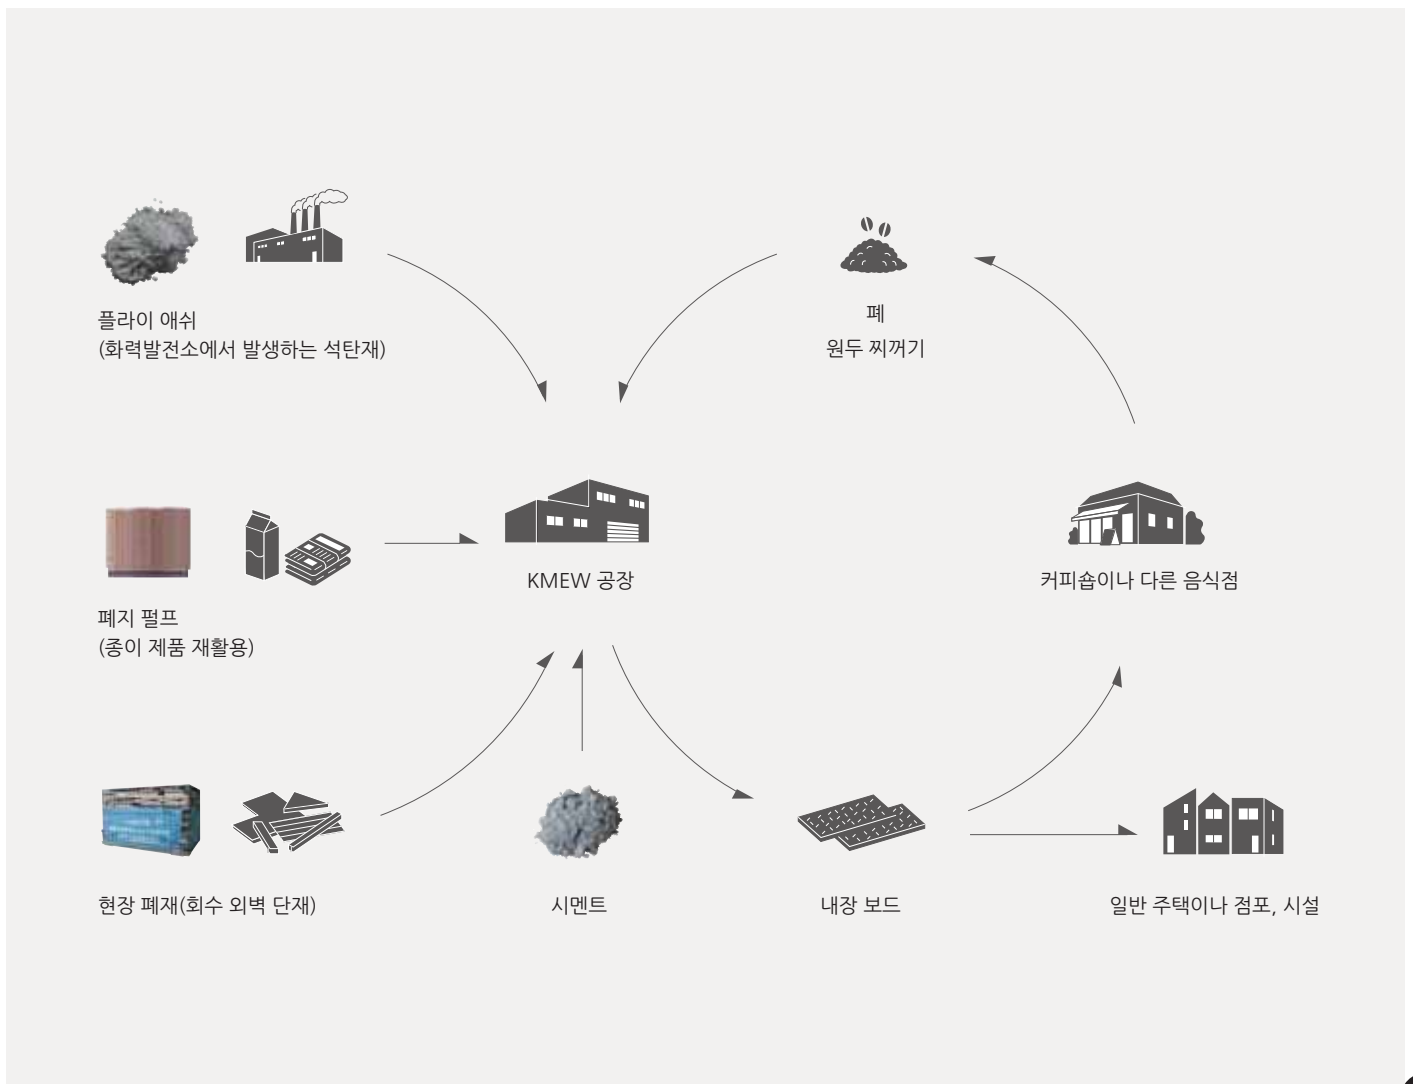 플라이 애쉬
(화력발전소에서 발생하는 석탄재)
폐
원두 찌꺼기
폐지 펄프
(종이 제품 재활용)
KMEW 공장
커피숍이나 다른 음식점
현장 폐재(회수 외벽 단재)
시멘트
내장 보드
일반 주택이나 점포, 시설